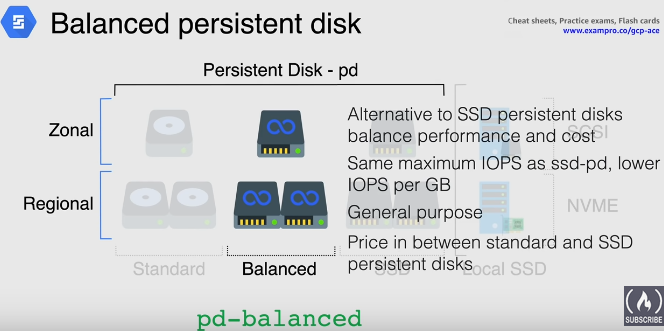 Balanced persistent disk
Cheat sheets, Practice exams, Flash cards
www.exampro.co/gcp-ace
Persistent Disk - pd
Zonal
Regional
Alternative to SSD persistent disks
balance performance and cost
Same maximum IOPS as ssd-pd, lower
IOPS per GB
General purpose
Price in between standard and SSD
persistent disks
SCSI
NVME
Standard
Balanced
SSD
Local SSD
pd-balanced
SUBSCRIBE